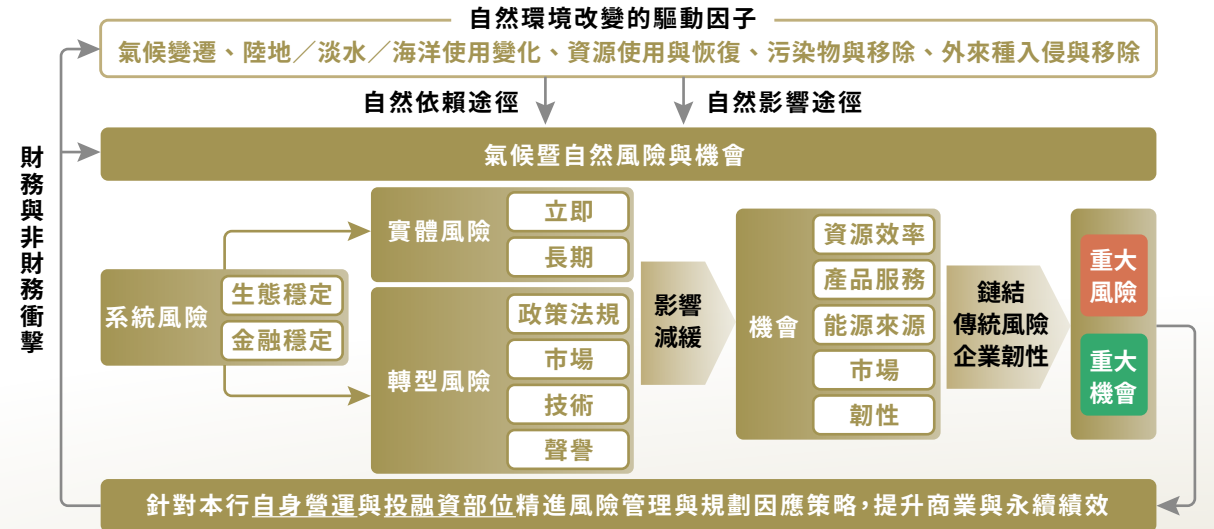 自然環境改變的驅動因子
氣候變遷、陸地／淡水／海洋使用變化、資源使用與恢復、污染物與移除、外來種入侵與移除
自然依賴途徑
自然影響途徑
財務與非財務衝擊
氣候暨自然風險與機會
系統風險
生態穩定
金融穩定
實體風險
立即
長期
轉型風險
政策法規
市場
技術
聲譽
影響
減緩
機會
資源效率
產品服務
能源來源
市場
韌性
鏈結
傳統風險
企業韌性
重大
風險
重大
機會
針對本行自身營運與投融資部位精進風險管理與規劃因應策略，提升商業與永續績效